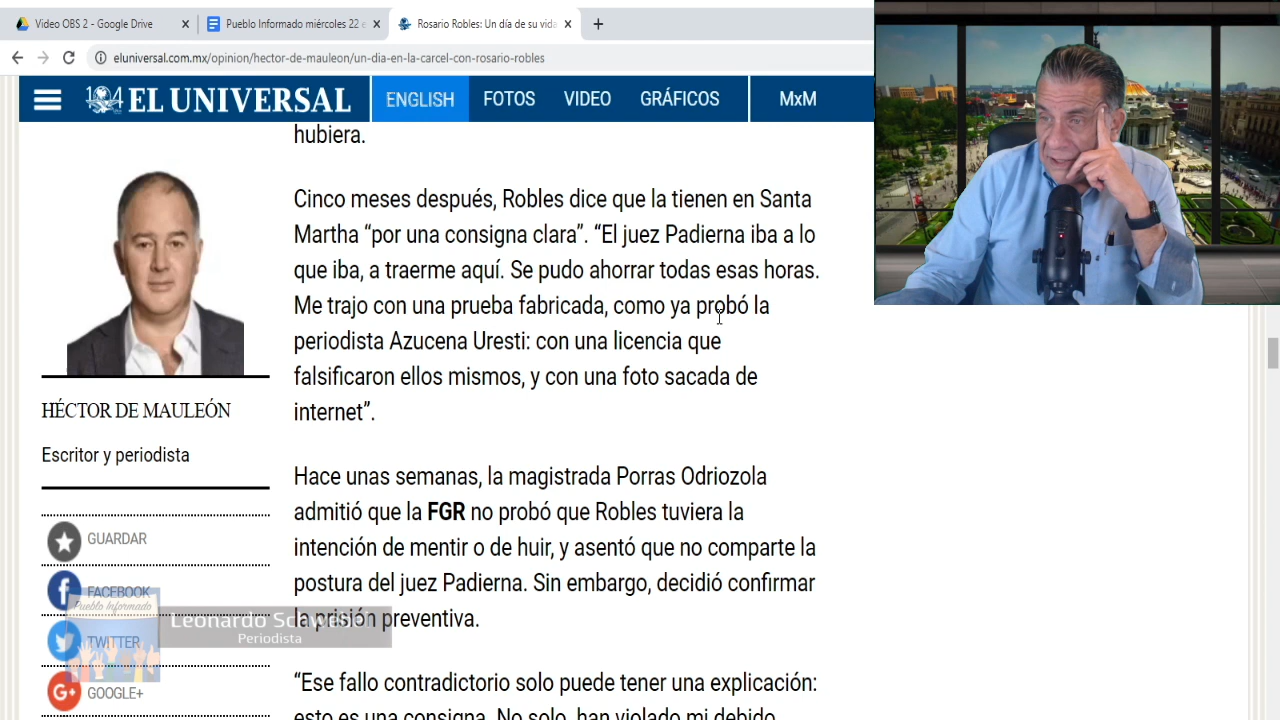 Video OBS 2 - Google Drive
Pueblo Informado miércoles 22 e
Rosario Robles: Un día de su vida
eluniversal.com.mx/opinion/hector-de-mauleon/un-dia-en-la-carcel-con-rosario-robles
EL UNIVERSAL
ENGLISH
FOTOS
VIDEO
GRÁFICOS
MxM
hubiera.
Cinco meses después, Robles dice que la tienen en Santa
Martha “por una consigna clara”. “El juez Padierna iba a lo
que iba, a traerme aquí. Se pudo ahorrar todas esas horas.
Me trajo con una prueba fabricada, como ya probó la
periodista Azucena Uresti: con una licencia que
falsificaron ellos mismos, y con una foto sacada de
internet”.
HÉCTOR DE MAULEÓN
Escritor y periodista
Hace unas semanas, la magistrada Porras Odriozola
admitió que la FGR no probó que Robles tuviera la
intención de mentir o de huir, y asentó que no comparte la
postura del juez Padierna. Sin embargo, decidió confirmar
la prisión preventiva.
“Ese fallo contradictorio solo puede tener una explicación:
esto es una consigna. No solo, han violado mi debido
GUARDAR
FACEBOOK
TWITTER
GOOGLE+
Pueblo Informado
Leonardo
Periodista